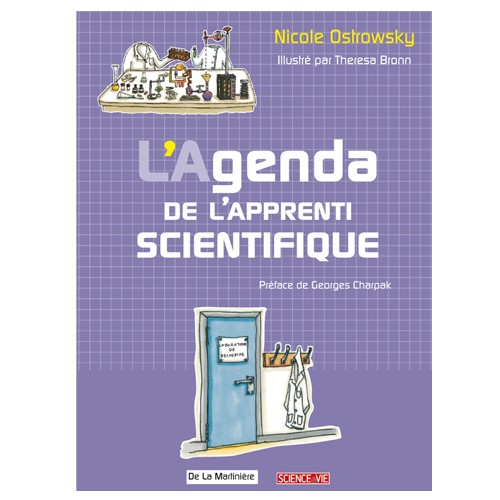 Nicole Ostrowsky
Illustré par Theresa Bronn
L'Agenda
DE L'APPRENTI
SCIENTIFIQUE
Préface de Georges Charpak
LABORATOIRE
DE
RECHERCHE
De La Martinière
SCIENCE & VIE